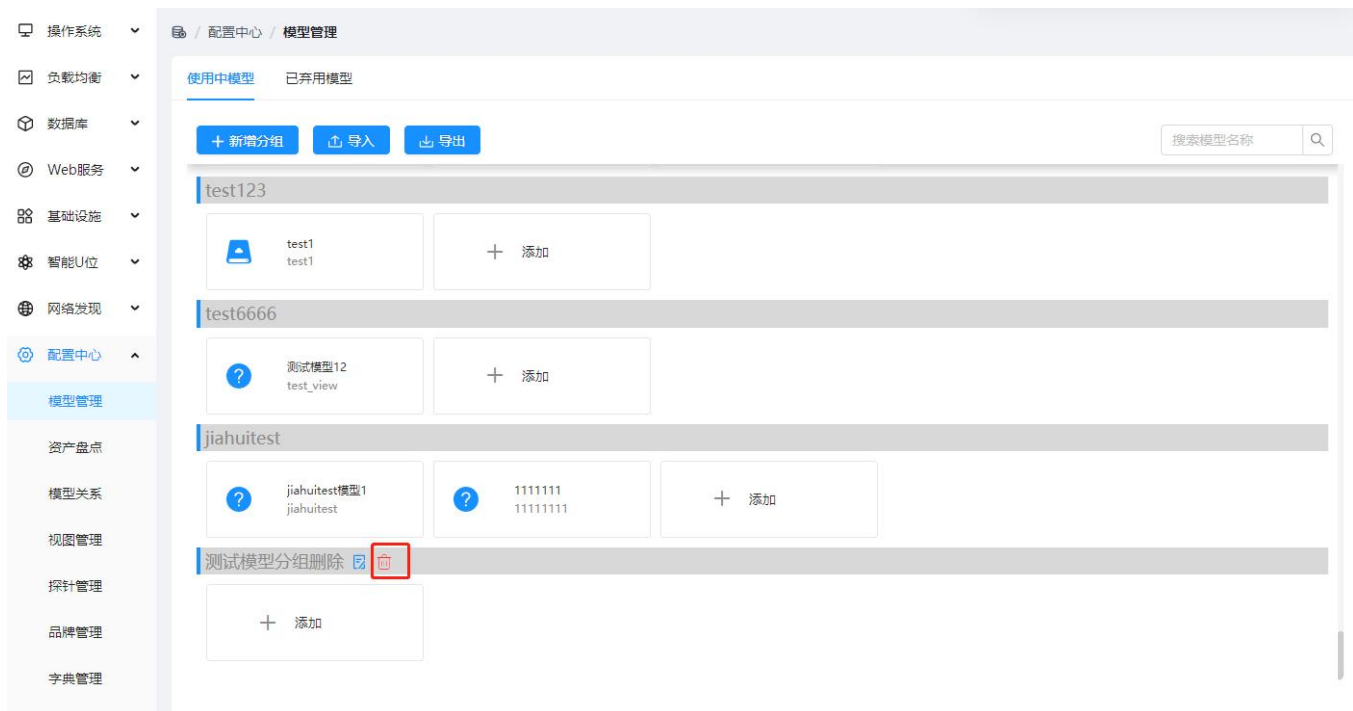 操作系统
负载均衡
数据库
Web服务
基础设施
智能U位
网络发现
配置中心
模型管理
资产盘点
模型关系
视图管理
探针管理
品牌管理
字典管理
/ 配置中心 / 模型管理
使用中模型 已弃用模型
新增分组 导入 导出 搜索模型名称
test123
test1
test1
添加
test6666
测试模型12
test_view
添加
jiahuitest
jiahuitest模型1
jiahuitest
1111111
11111111
添加
测试模型分组删除
添加